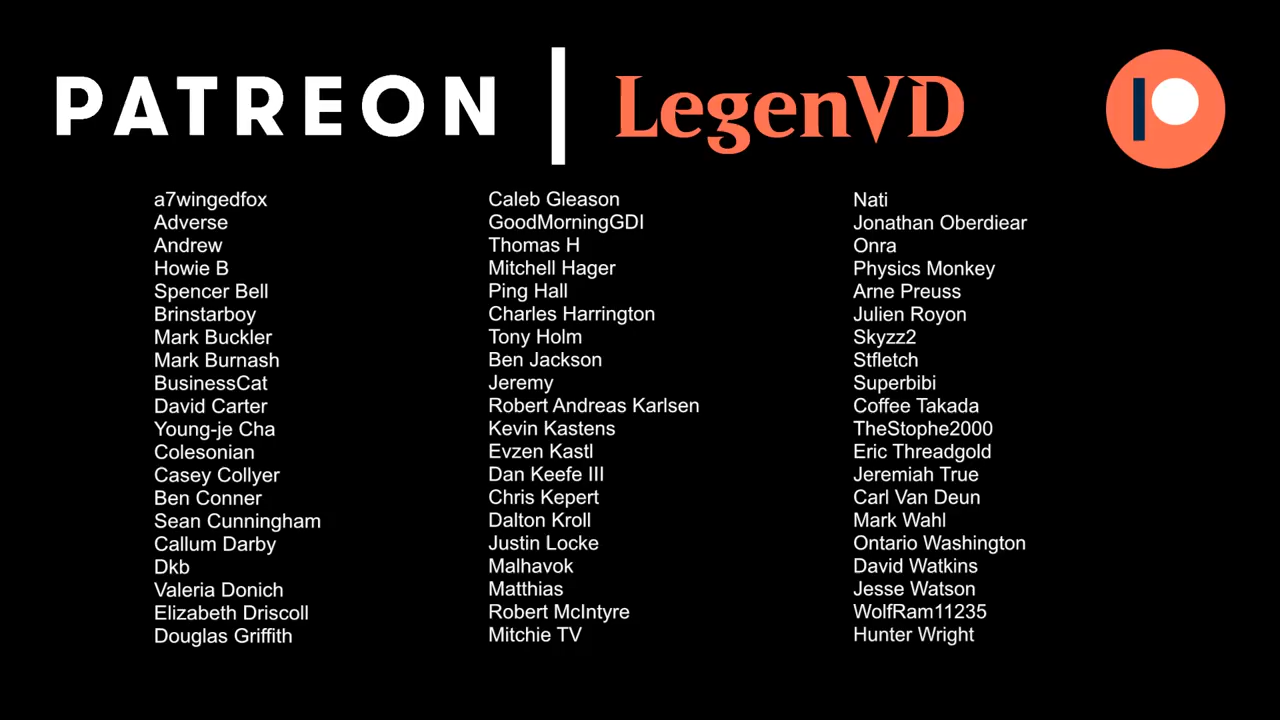 PATREON | LegenVD
a7wingedfox
Adverse
Andrew
Howie B
Spencer Bell
Brinstarboy
Mark Buckler
Mark Burnash
BusinessCat
David Carter
Young-je Cha
Colesonian
Casey Collyer
Ben Conner
Sean Cunningham
Callum Darby
Dkb
Valeria Donich
Elizabeth Driscoll
Douglas Griffith
Caleb Gleason
GoodMorningGDI
Thomas H
Mitchell Hager
Ping Hall
Charles Harrington
Tony Holm
Ben Jackson
Jeremy
Robert Andreas Karlsen
Kevin Kastens
Evzen Kastl
Dan Keefe III
Chris Kepert
Dalton Kroll
Justin Locke
Malhavok
Matthias
Robert McIntyre
Mitchie TV
Nati
Jonathan Oberdiear
Onra
Physics Monkey
Arne Preuss
Julien Royon
Skyzz2
Stfletch
Superbibi
Coffee Takada
TheStophe2000
Eric Threadgold
Jeremiah True
Carl Van Deun
Mark Wahl
Ontario Washington
David Watkins
Jesse Watson
WolfRam11235
Hunter Wright